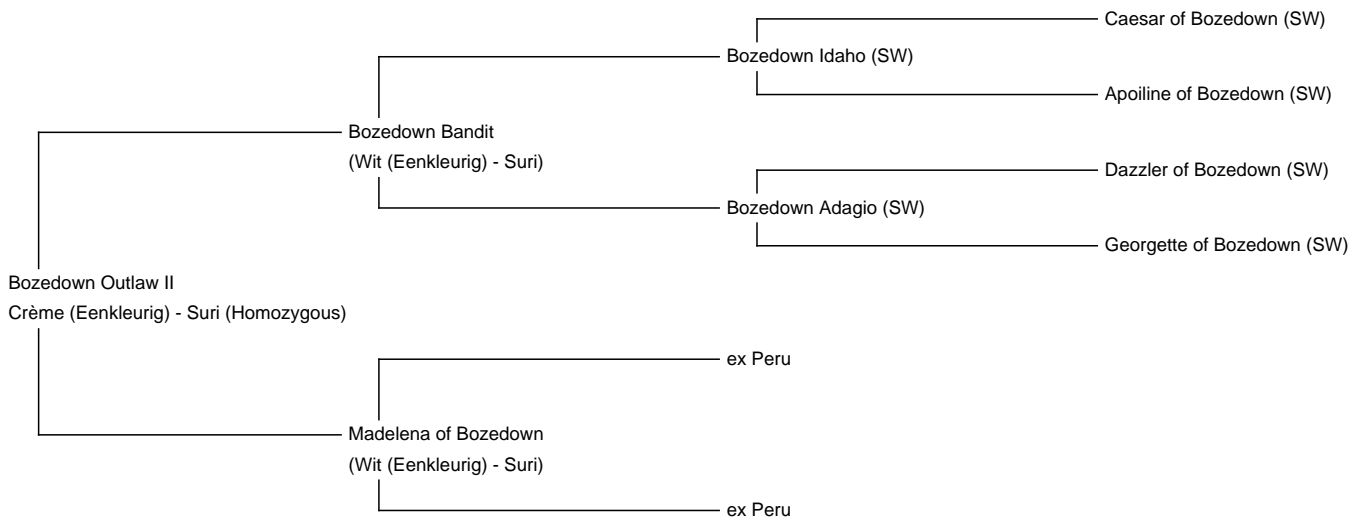 Caesar of Bozedown (SW)
Bozedown Idaho (SW)
Apoiline of Bozedown (SW)
Bozedown Bandit
(Wit (Eenkleurig) - Suri)
Dazzler of Bozedown (SW)
Bozedown Adagio (SW)
Georgette of Bozedown (SW)
Bozedown Outlaw II
Crème (Eenkleurig) - Suri (Homozygous)
ex Peru
Madelena of Bozedown
(Wit (Eenkleurig) - Suri)
ex Peru